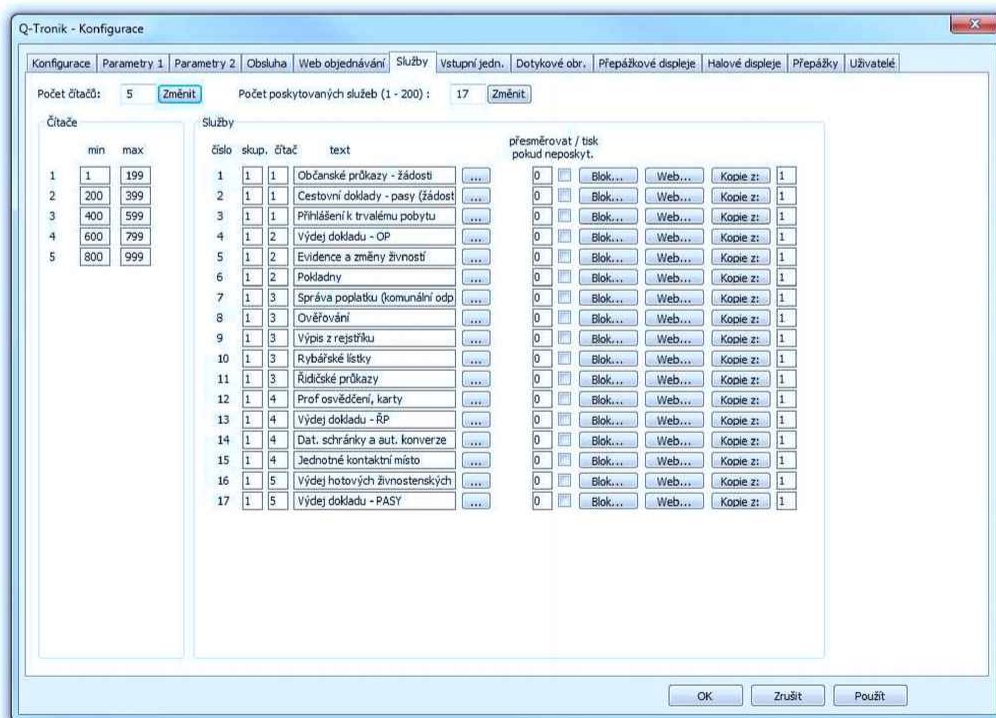 Q-Tronik - Konfigurace
Konfigurace Parametry 1 Parametry 2 Obsluha Web objednávání Služby Vstupní jedn. Dotykové obr. Přepážkové displeje Halové displeje Přepážky Uživatelé
Počet čítačů: 5 Změnit Počet poskytovaných služeb (1 - 200) : 17 Změnit
Čítače
min max
1 1 199
2 200 399
3 400 599
4 600 799
5 800 999
Služby
číslo skup. čítač text přesměrovat / tisk
pokud neposkyt.
1 1 1 Občanské průkazy - žádosti ... 0 Blok... Web... Kopie z: 1
2 1 1 Cestovní doklady - pasy (žádost ... 0 Blok... Web... Kopie z: 1
3 1 1 Přihlášení k trvalému pobytu ... 0 Blok... Web... Kopie z: 1
4 1 2 Výdej dokladu - OP ... 0 Blok... Web... Kopie z: 1
5 1 2 Evidence a změny živností ... 0 Blok... Web... Kopie z: 1
6 1 2 Pokladny ... 0 Blok... Web... Kopie z: 1
7 1 3 Správa poplatku (komunální odp ... 0 Blok... Web... Kopie z: 1
8 1 3 Ověřování ... 0 Blok... Web... Kopie z: 1
9 1 3 Výpis z rejstříku ... 0 Blok... Web... Kopie z: 1
10 1 3 Rybářské lístky ... 0 Blok... Web... Kopie z: 1
11 1 3 Řidičské průkazy ... 0 Blok... Web... Kopie z: 1
12 1 4 Prof osvědčení, karty ... 0 Blok... Web... Kopie z: 1
13 1 4 Výdej dokladu - ŘP ... 0 Blok... Web... Kopie z: 1
14 1 4 Dat. schránky a aut. konverze ... 0 Blok... Web... Kopie z: 1
15 1 4 Jednotné kontaktní místo ... 0 Blok... Web... Kopie z: 1
16 1 5 Výdej hotových živnostenských ... 0 Blok... Web... Kopie z: 1
17 1 5 Výdej dokladu - PASY ... 0 Blok... Web... Kopie z: 1
OK Zrušit Použít